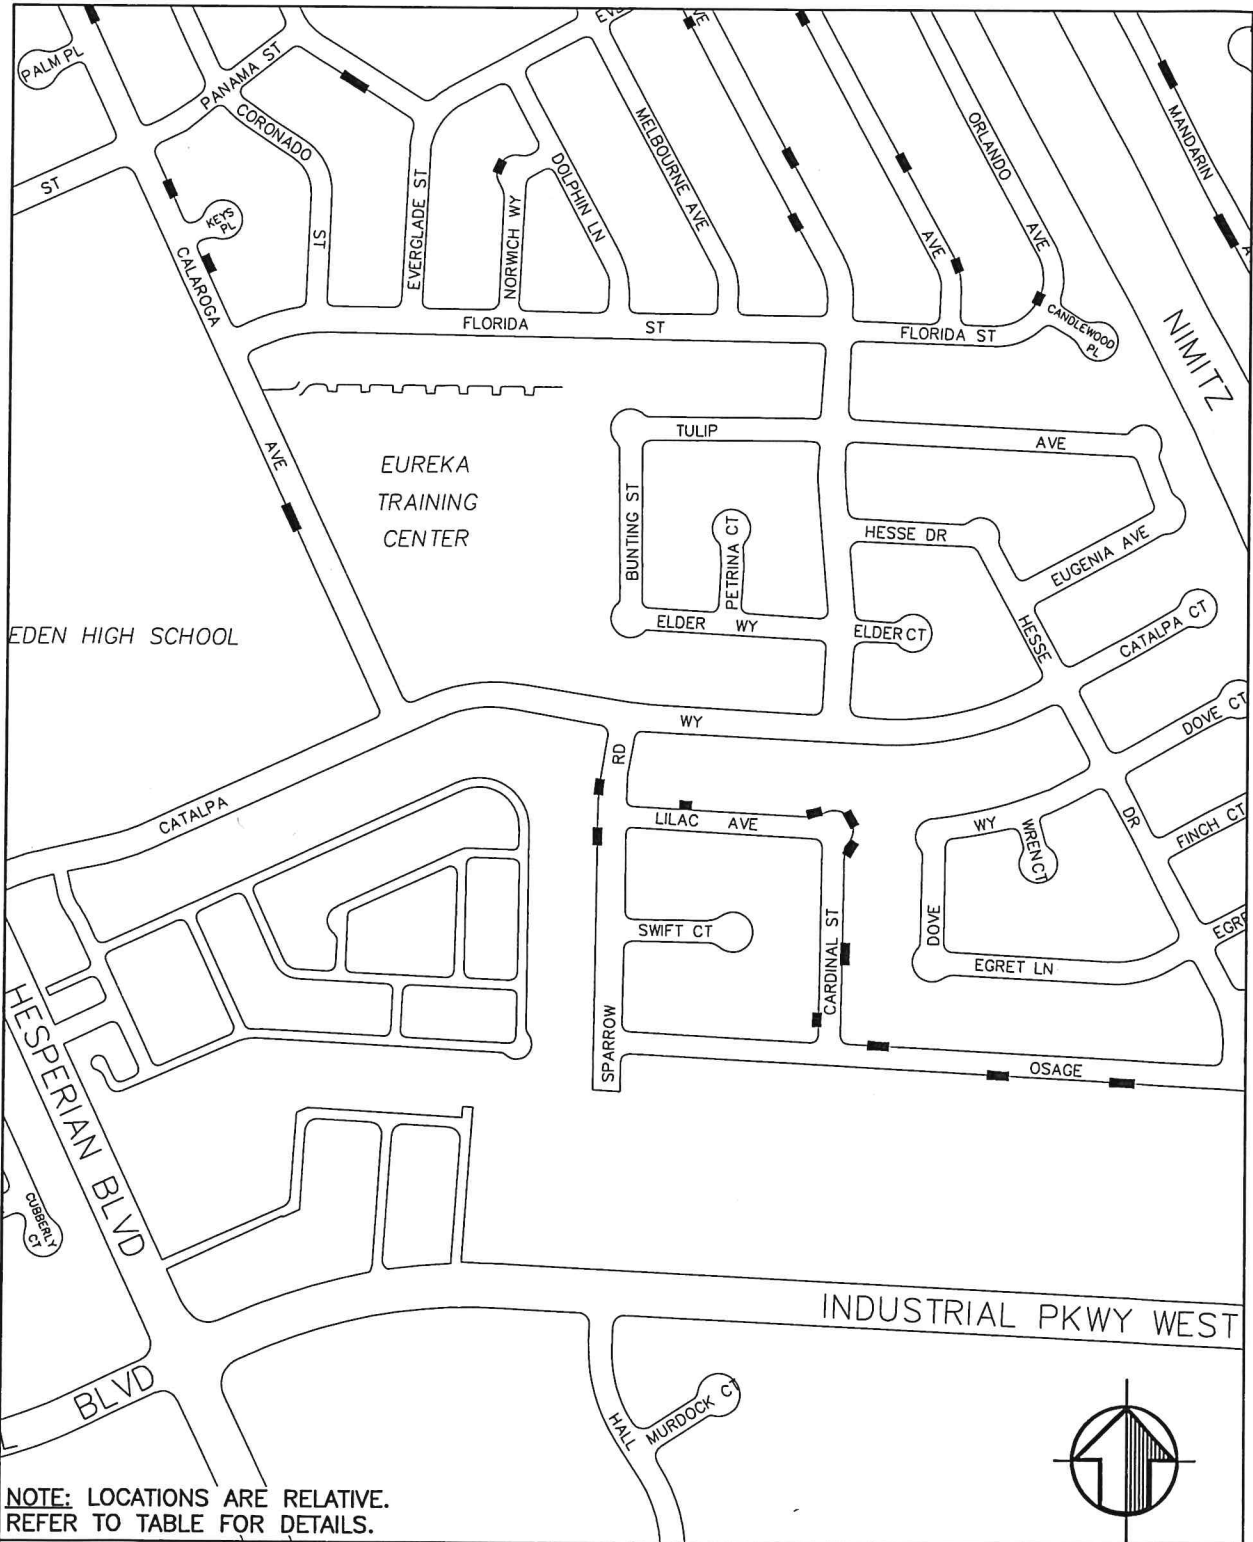 PALM PL
PANAMA ST
CORONADO
ST
ST
KEYS
PL
CALAROGA
AVE
EVERGLADE ST
NORWICH WY
DOLPHIN LN
MELBOURNE AVE
AVE
ORLANDO
AVE
MANDARIN
NIMITZ
CANDLEWOOD
PL
FLORIDA ST
FLORIDA ST
TULIP AVE
EUREKA
TRAINING
CENTER
BUNTING ST
PETRINA CT
HESSE DR
EUGENIA AVE
ELDER WY
ELDER CT
HESSE
DR
CATALPA CT
EDEN HIGH SCHOOL
CATALPA
WY
DOVE CT
RD
SPARROW
LILAC AVE
WY
WREN CT
FINCH CT
DOVE
SWIFT CT
CARDINAL ST
EGRET LN
OSAGE
HESPERIAN BLVD
CUBBERLY
CT
INDUSTRIAL PKWY WEST
BLVD
HALL
MURDOCK CT
NOTE: LOCATIONS ARE RELATIVE.
REFER TO TABLE FOR DETAILS.